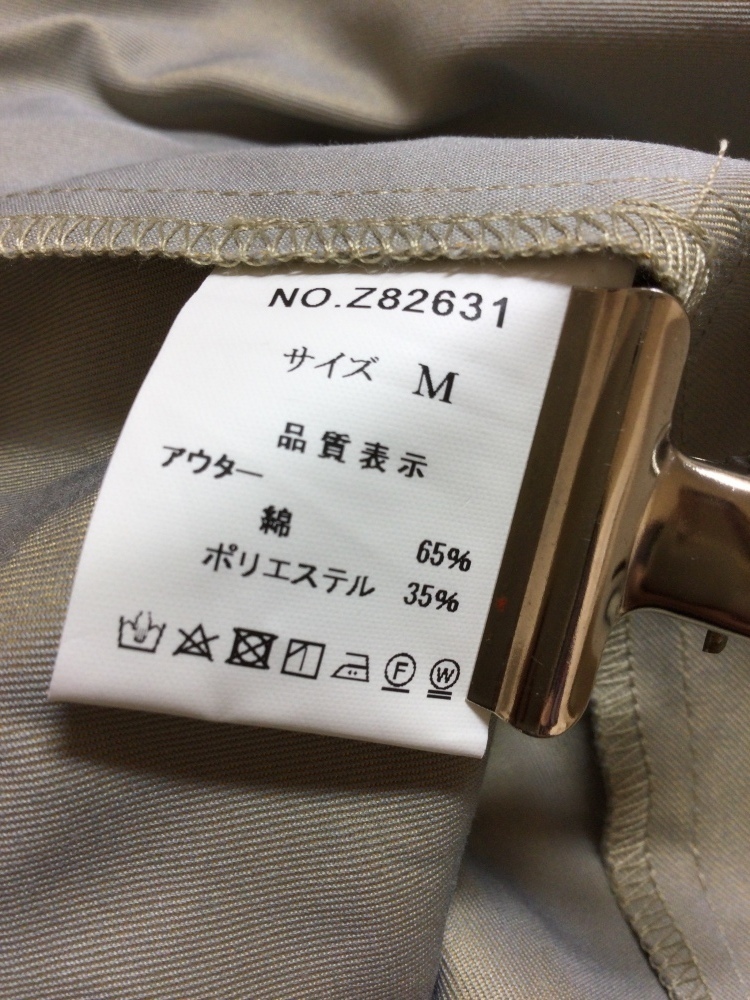 NO.Z82631
サイズ M
品質表示
アウター
綿 65%
ポリエステル 35%
F W